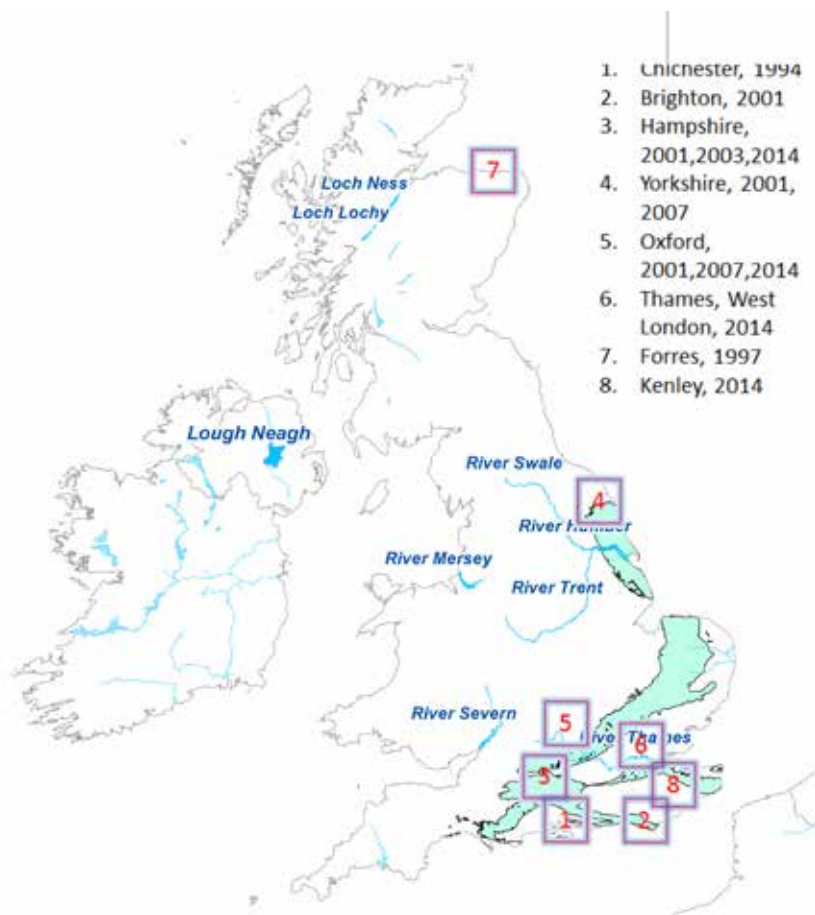 1. Chichester, 1994
2. Brighton, 2001
3. Hampshire,
2001,2003,2014
4. Yorkshire, 2001,
2007
5. Oxford,
2001,2007,2014
6. Thames, West
London, 2014
7. Forres, 1997
8. Kenley, 2014
7
Loch Ness
Loch Lochy
Lough Neagh
River Swale
4
River Humber
River Mersey
River Trent
River Severn
5
River Thames
6
3
8
1
2